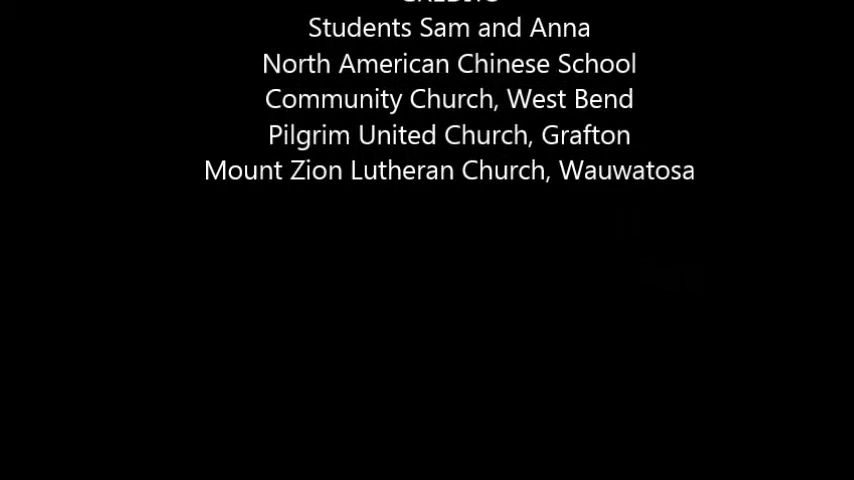 CREDITS
Students Sam and Anna
North American Chinese School
Community Church, West Bend
Pilgrim United Church, Grafton
Mount Zion Lutheran Church, Wauwatosa